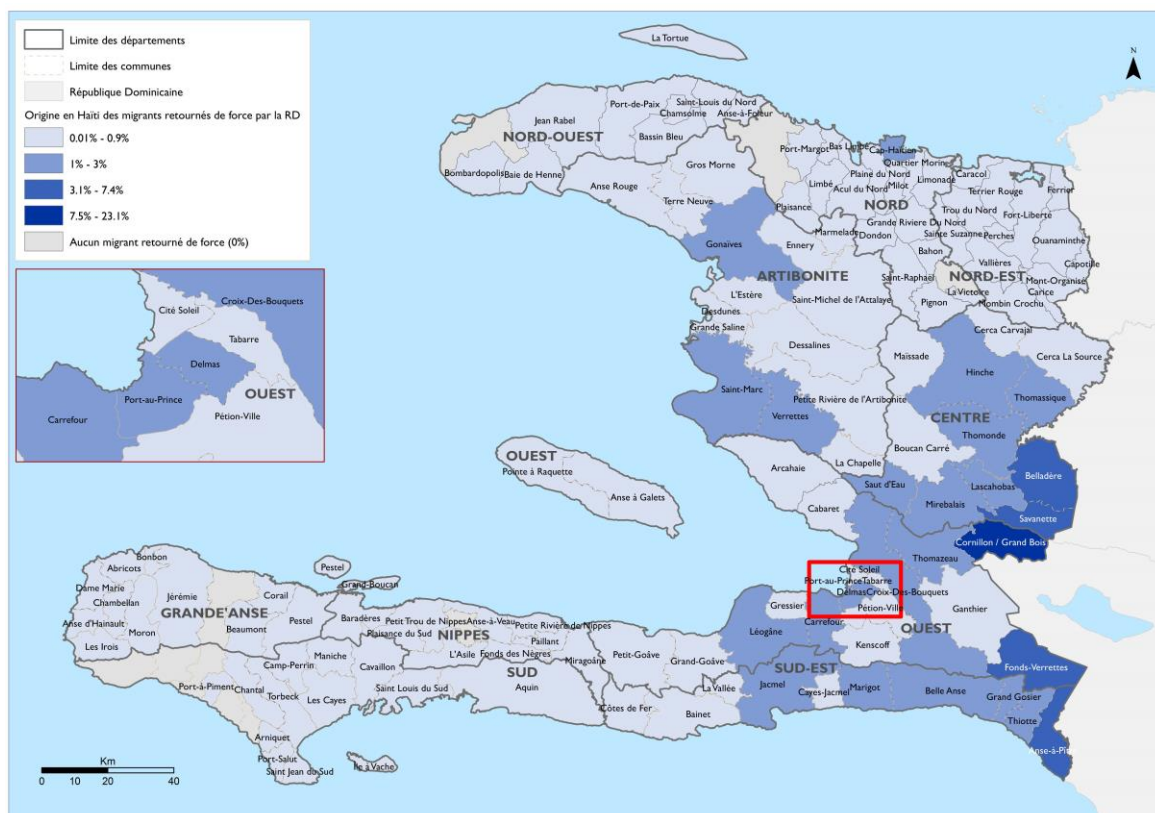 Limite des départements
Limite des communes
République Dominicaine
Origine en Haïti des migrants retournés de force par la RD
0.01% - 0.9%
1% - 3%
3.1% - 7.4%
7.5% - 23.1%
Aucun migrant retourné de force (0%)
N
Croix-Des-Bouquets
Cité Soleil
Tabarre
Delmas
OUEST
Port-au-Prince
Carrefour
Pétion-Ville
La Tortue
Port-de-Paix
Saint-Louis du Nord
Chamsolme
Anse-à-Foleur
Jean Rabel
NORD-OUEST
Bassin Bleu
Bombardopolis
Baie de Henne
Port-Margot
Bas Limbé
Cap-Haïtien
Quartier Morin
Caracol
Plaine du Nord
Limonade
Terrier Rouge
Ferrier
Limbé
Acul du Nord
Milot
NORD
Trou du Nord
Fort-Liberté
Gros Morne
Anse Rouge
Terre Neuve
Plaisance
Grande Riviere Du Nord
Sainte Suzanne
Perches
Ouanaminthe
Marmelade
Dondon
Bahon
Vallières
Capotille
Gonaïves
Ennery
Saint-Raphaël
NORD-EST
Mont-Organisé
ARTIBONITE
La Victoire
Carice
Pignon
Mombin Crochu
L'Estère
Saint-Michel de l'Attalaye
Desdunes
Grande Saline
Cerca Carvajal
Dessalines
Maïssade
Cerca La Source
Hinche
Saint-Marc
Petite Rivière de l'Artibonite
Thomassique
Verrettes
CENTRE
Thomonde
Boucan Carré
La Chapelle
Belladère
Arcahaie
Saut d'Eau
Lascahobas
Mirebalais
Cabaret
Savanette
Cornillon / Grand Bois
Thomazeau
OUEST
Pointe à Raquette
Anse à Galets
Cité Soleil
Port-au-Prince
Tabarre
Delmas
Croix-Des-Bouquets
Pétion-Ville
Gressier
Ganthier
Carrefour
OUEST
Léogâne
Kenscoff
Fonds-Verrettes
SUD-EST
Jacmel
Cayes-Jacmel
Marigot
Belle Anse
Grand Gosier
Thiotte
Bonbon
Abricots
Pestel
Grand-Boucan
Dame Marie
Chambellan
Jérémie
Corail
GRANDE'ANSE
Anse d'Hainault
Moron
Beaumont
Pestel
Les Irois
Baradères
Petit Trou de Nippes
Anse-à-Veau
Petite Rivière de Nippes
Plaisance du Sud
NIPPES
Paillant
L'Asile
Fonds des Nègres
Miragoâne
Petit-Goâve
Grand-Goâve
Maniche
Cavaillon
Camp-Perrin
SUD
Aquin
La Vallée
Port-à-Piment
Chantal
Torbeck
Les Cayes
Saint Louis du Sud
Côtes de Fer
Bainet
Arniquet
Port-Salut
Saint Jean du Sud
Ile à Vache
Km
0 10 20 40